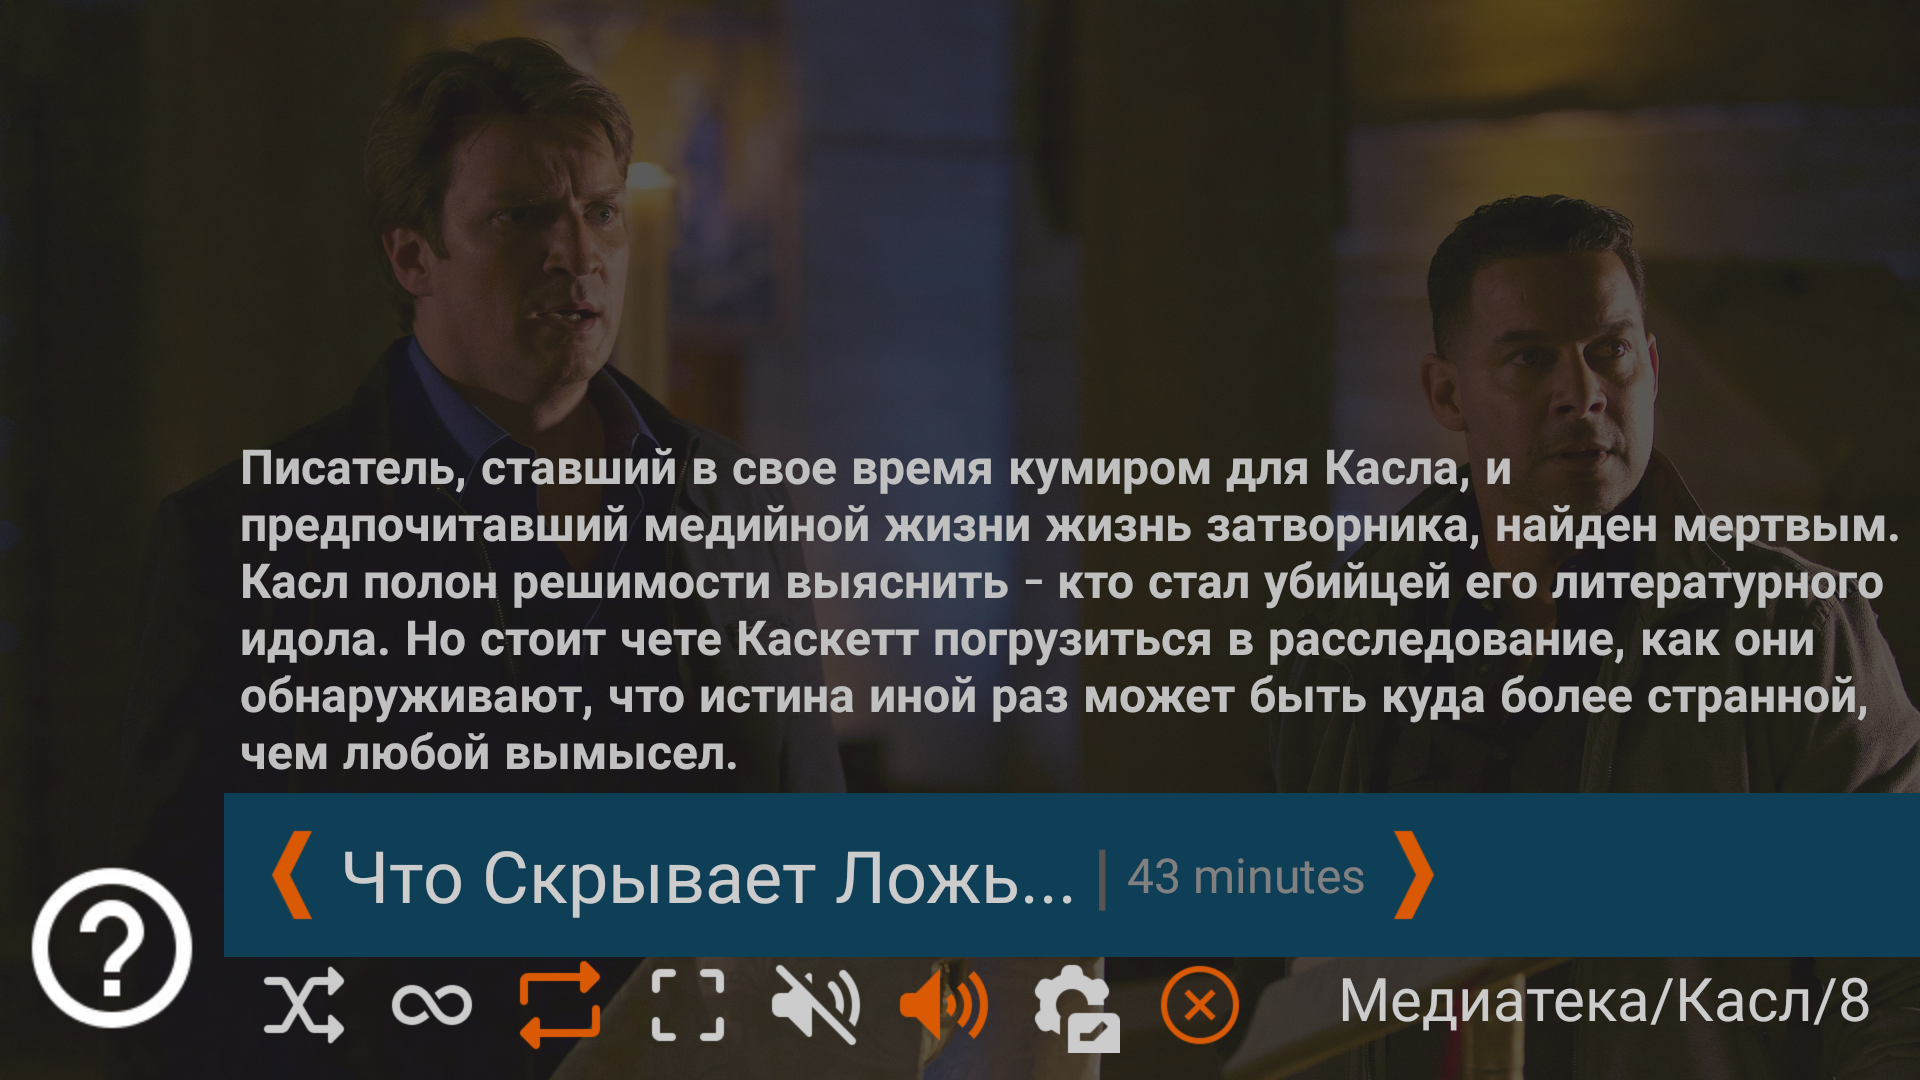 Писатель, ставший в свое время кумиром для Касла, и
предпочитавший медийной жизни жизнь затворника, найден мертвым.
Касл полон решимости выяснить - кто стал убийцей его литературного
идола. Но стоит чете Каскетт погрузиться в расследование, как они
обнаруживают, что истина иной раз может быть куда более странной,
чем любой вымысел.
Что Скрывает Ложь... | 43 minutes
Медиатека/Касл/8